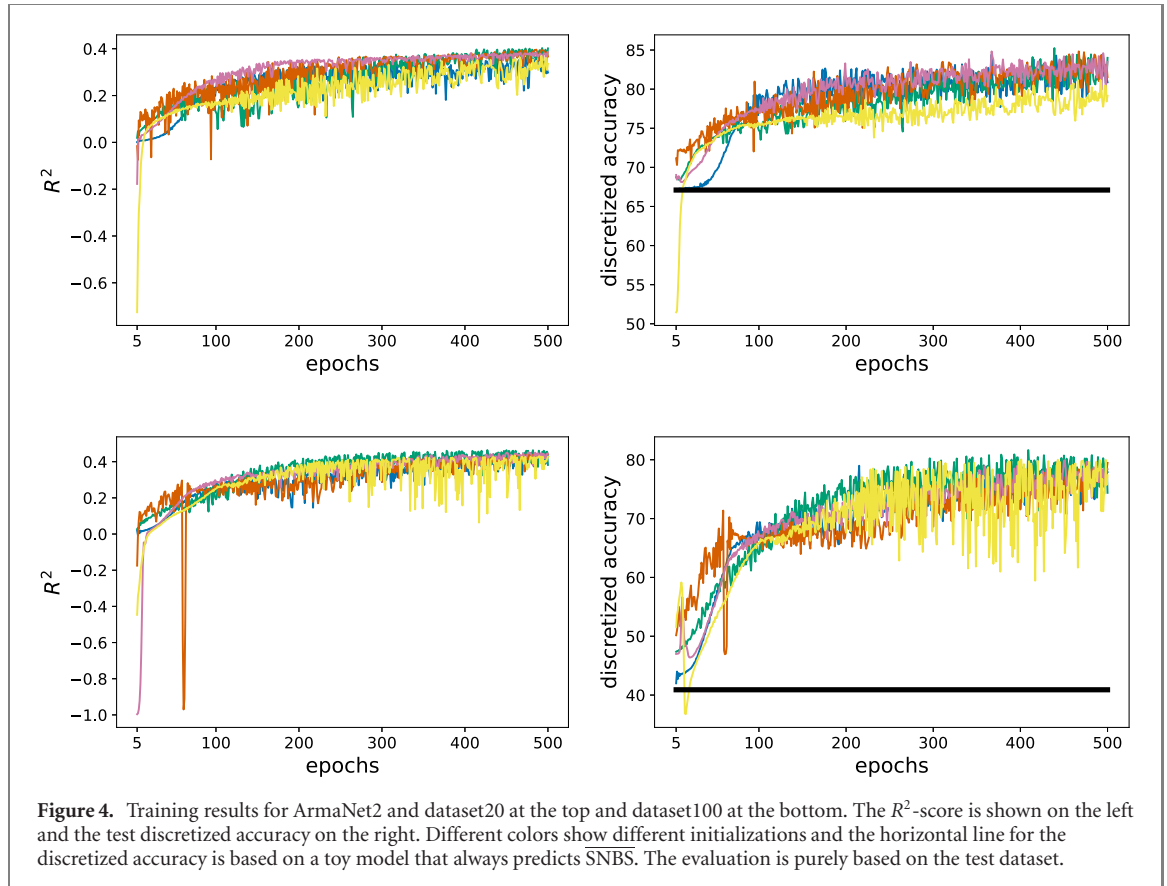 0.4
0.2
0.0
−0.2
−0.4
−0.6
R²
5 100 200 300 400 500
epochs
85
80
75
70
65
60
55
50
discretized accuracy
5 100 200 300 400 500
epochs
0.4
0.2
0.0
−0.2
−0.4
−0.6
−0.8
−1.0
R²
5 100 200 300 400 500
epochs
80
70
60
50
40
discretized accuracy
5 100 200 300 400 500
epochs
Figure 4. Training results for ArmaNet2 and dataset20 at the top and dataset100 at the bottom. The R²-score is shown on the left
and the test discretized accuracy on the right. Different colors show different initializations and the horizontal line for the
discretized accuracy is based on a toy model that always predicts S̅N̅B̅S̅. The evaluation is purely based on the test dataset.